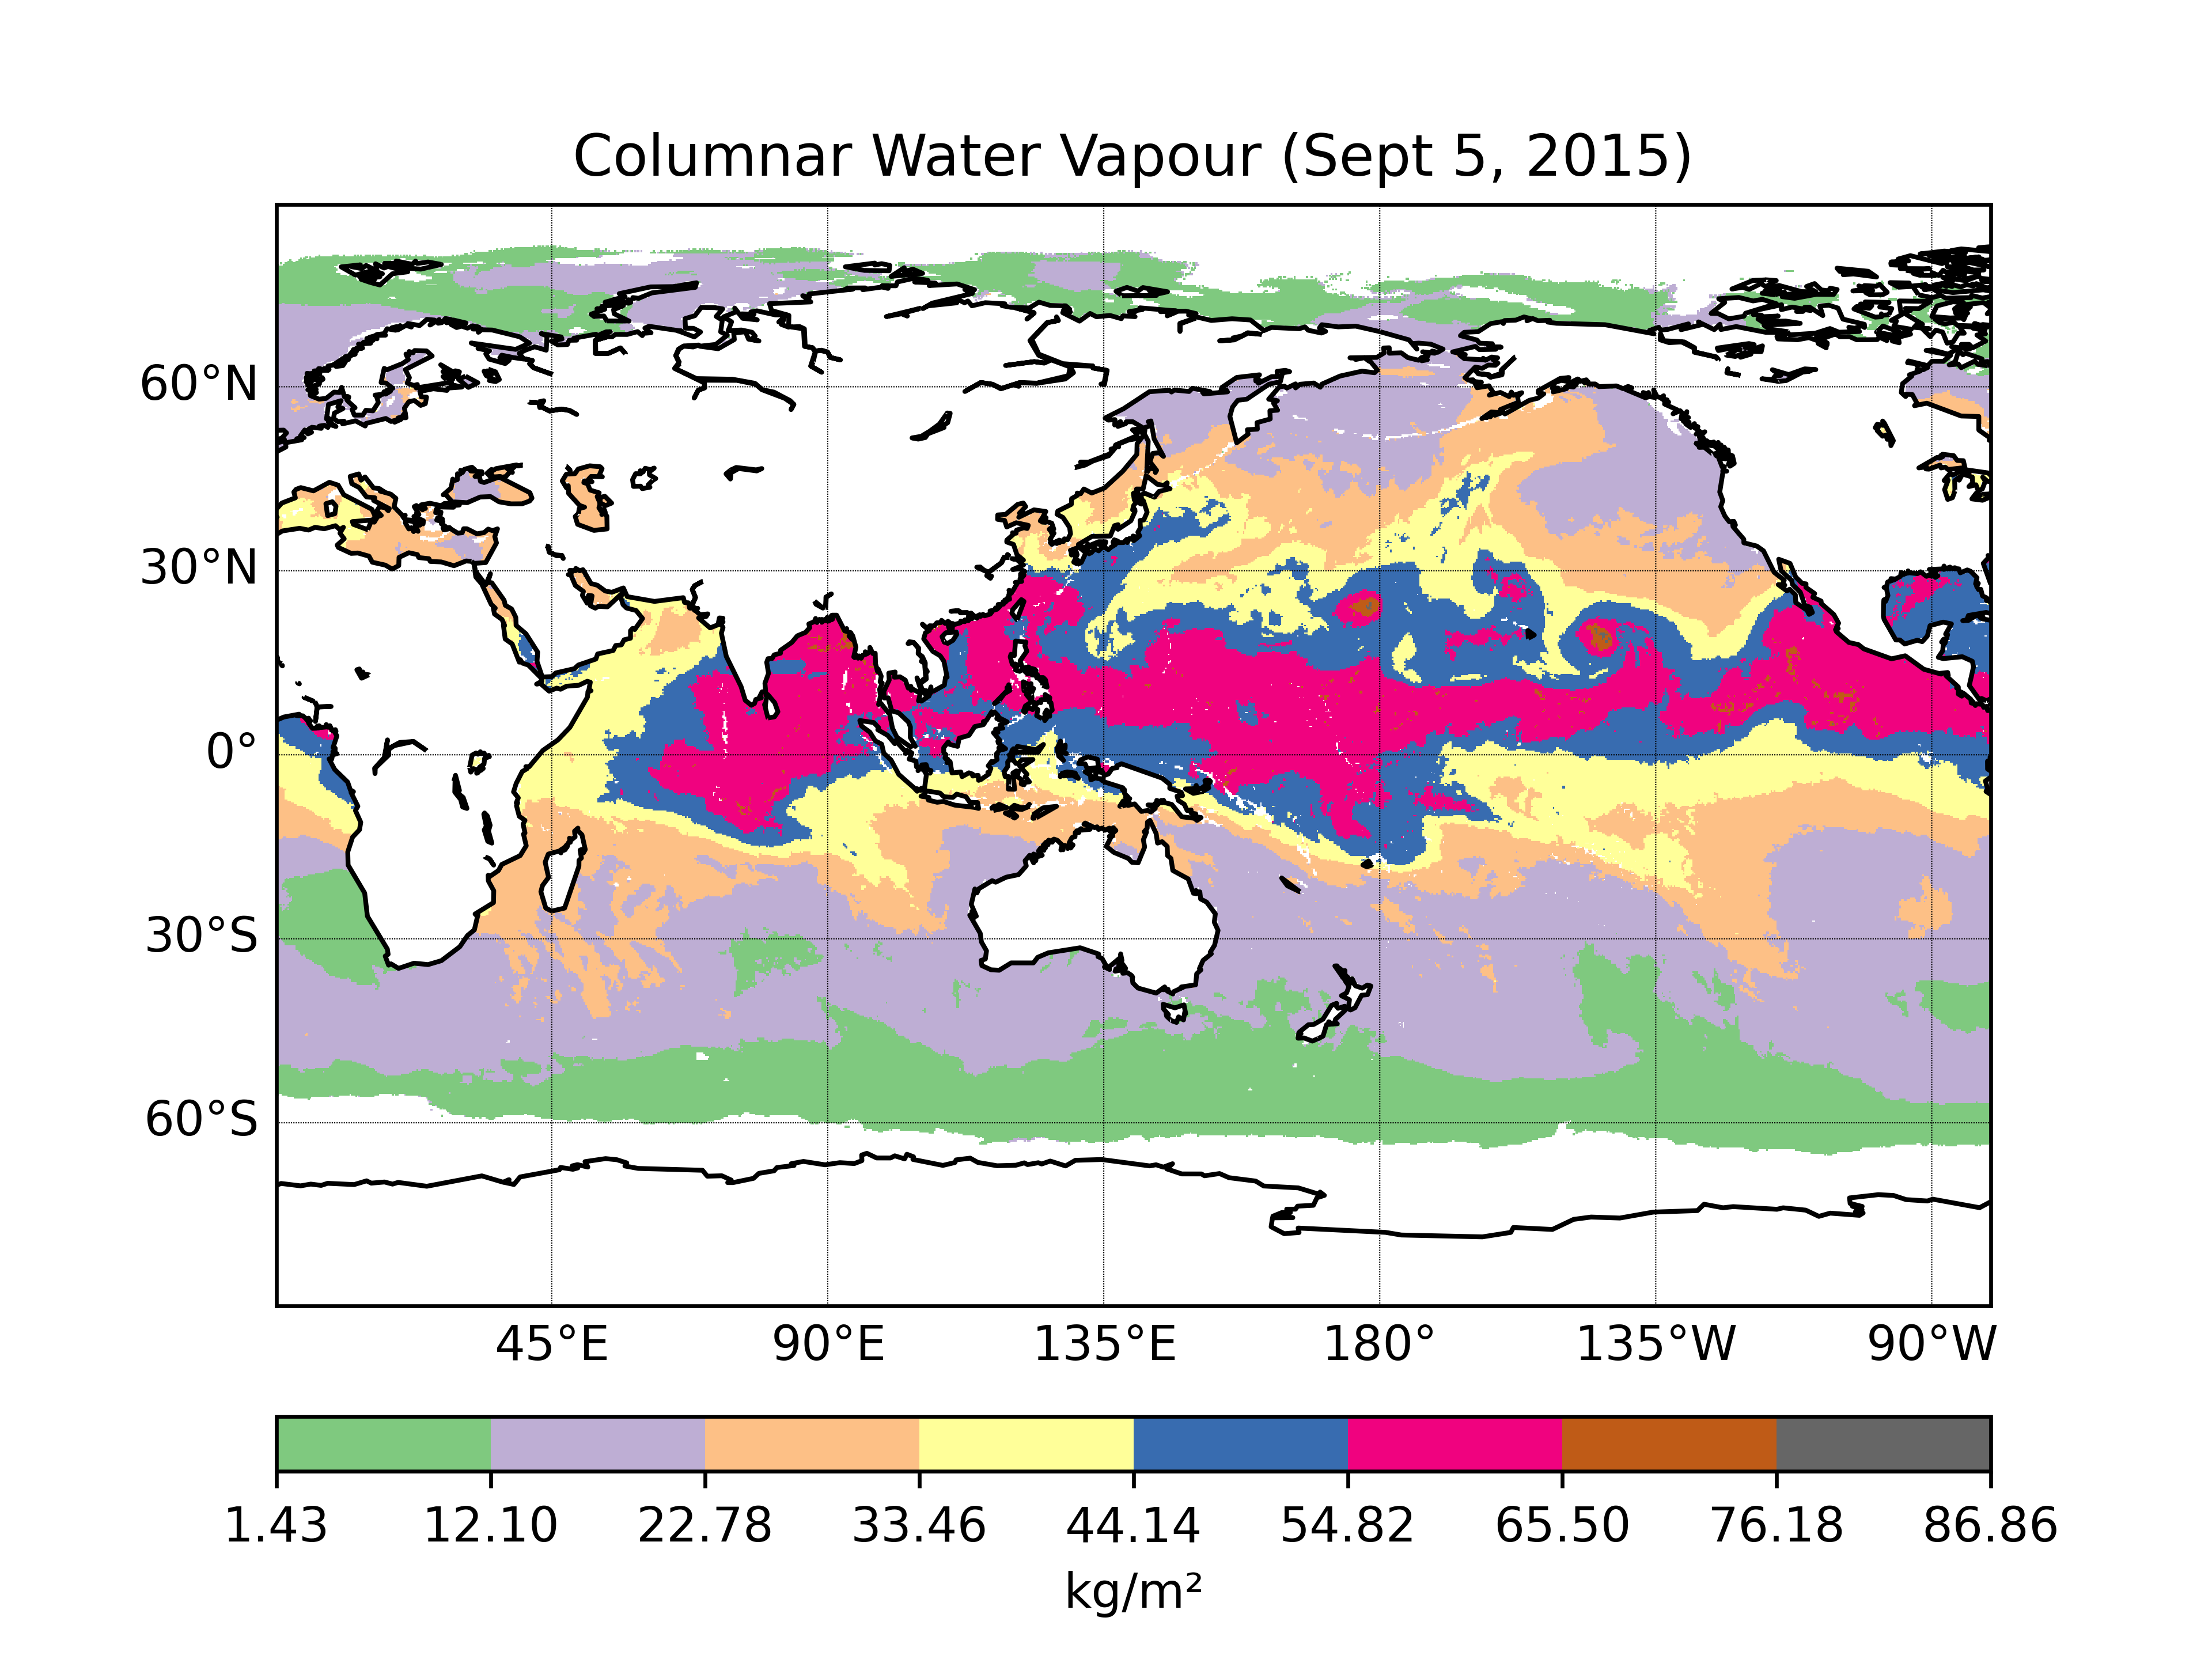 Columnar Water Vapour (Sept 5, 2015)
60°N
30°N
0°
30°S
60°S
45°E 90°E 135°E 180° 135°W 90°W
1.43 12.10 22.78 33.46 44.14 54.82 65.50 76.18 86.86
kg/m²